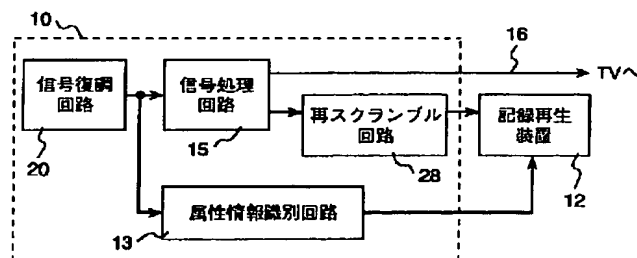 10
16
信号復調
回路
20
信号処理
回路
15
TVへ
再スクランブル
回路
28
記録再生
装置
12
属性情報識別回路
13